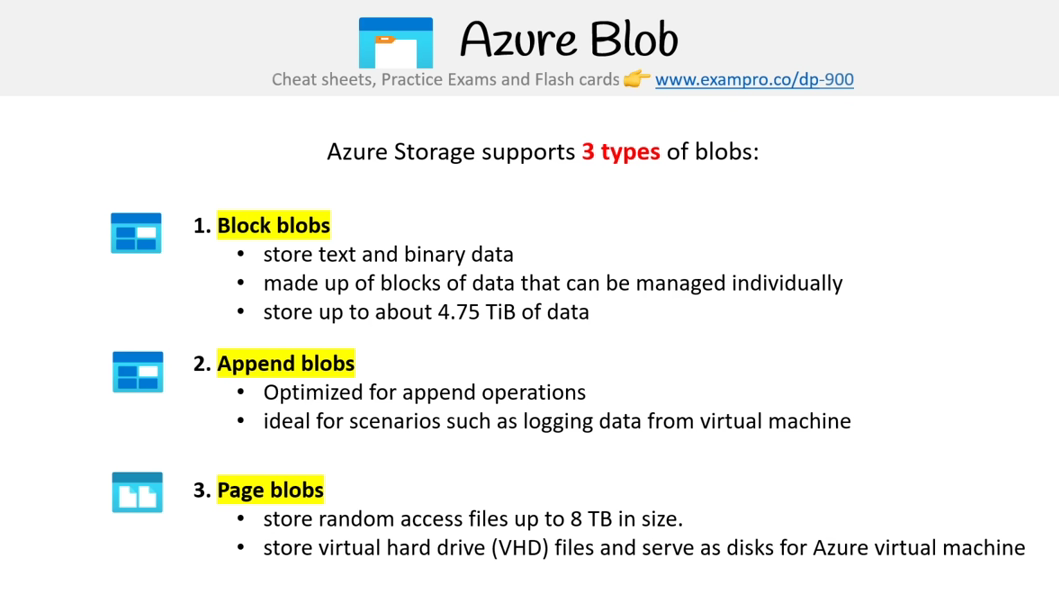 Azure Blob
Cheat sheets, Practice Exams and Flash cards 👉 www.exampro.co/dp-900
Azure Storage supports 3 types of blobs:
1. Block blobs
• store text and binary data
• made up of blocks of data that can be managed individually
• store up to about 4.75 TiB of data
2. Append blobs
• Optimized for append operations
• ideal for scenarios such as logging data from virtual machine
3. Page blobs
• store random access files up to 8 TB in size.
• store virtual hard drive (VHD) files and serve as disks for Azure virtual machine